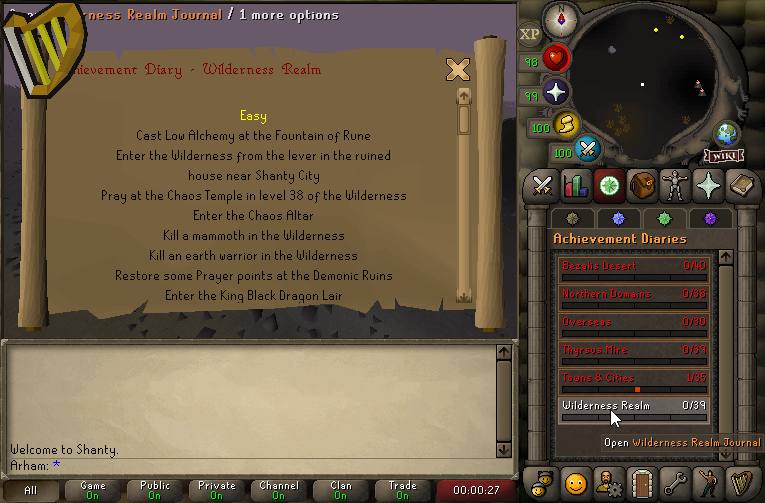 ness Realm Journal / 1 more options
chievement Diary - Wilderness Realm
Easy
Cast Low Alchemy at the Fountain of Rune
Enter the Wilderness from the lever in the ruined
house near Shanty City
Pray at the Chaos Temple in level 38 of the Wilderness
Enter the Chaos Altar
Kill a mammoth in the Wilderness
Kill an earth warrior in the Wilderness
Restore some Prayer points at the Demonic Ruins
Enter the King Black Dragon Lair
Welcome to Shanty.
Arham: *
All
Game
On
Public
On
Private
On
Channel
On
Clan
On
Trade
On
00:00:27
XP
98
99
100
100
WIKI
Achievement Diaries
Bezalis Desert 0/40
Northern Domains 0/38
Overseas 0/30
Thyrsus Mire 0/39
Towns & Cities 1/35
Wilderness Realm 0/39
Open Wilderness Realm Journal